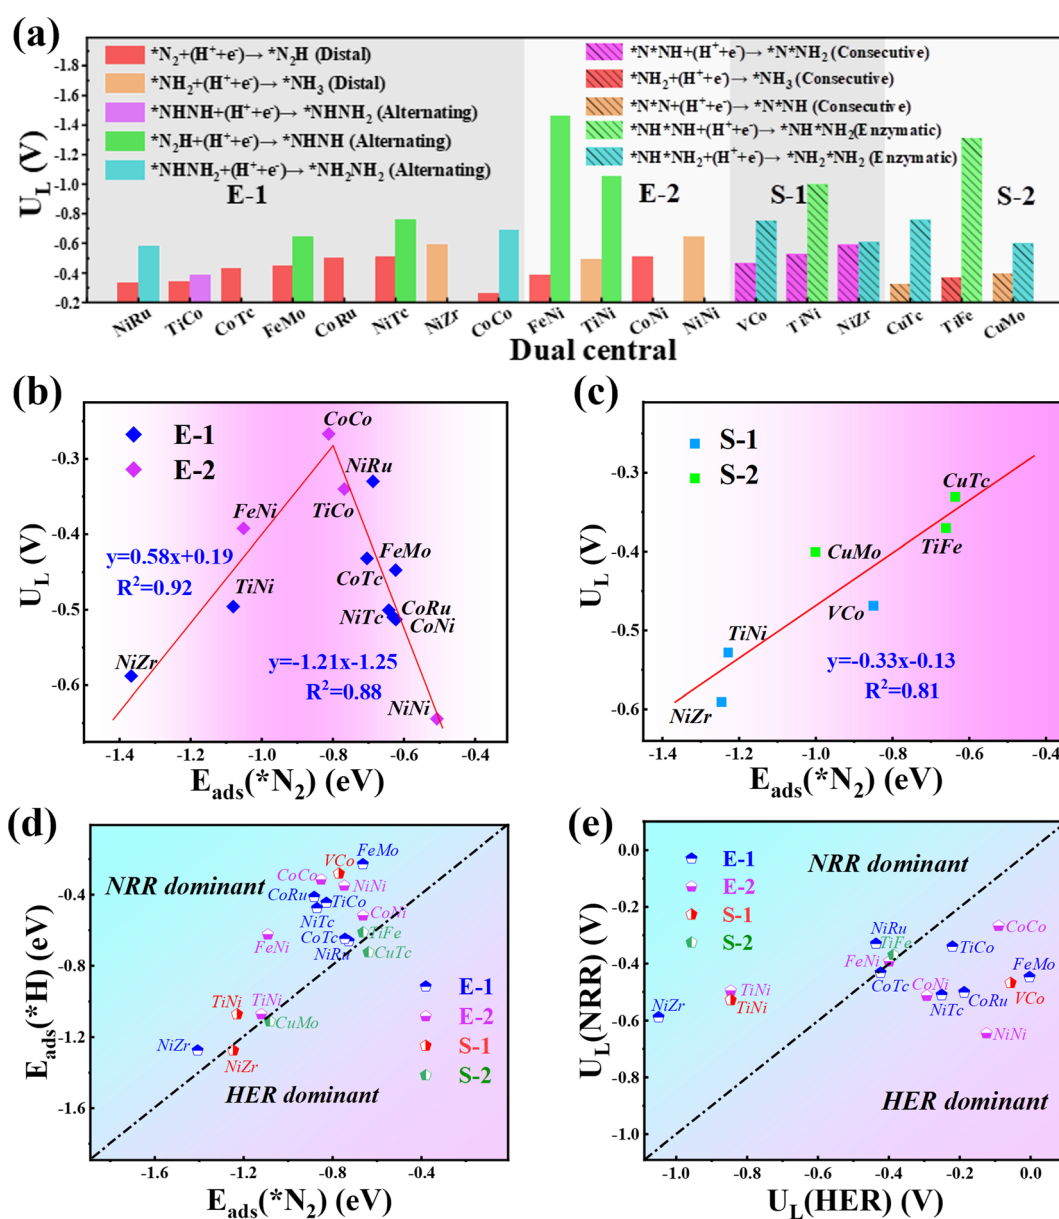 (a)
U_L (V)
-1.8
-1.6
-1.4
-1.2
-1.0
-0.8
-0.6
-0.4
-0.2
*N₂+(H⁺+e⁻)→ *N₂H (Distal)
*NH₂+(H⁺+e⁻)→ *NH₃ (Distal)
*NHNH+(H⁺+e⁻)→ *NHNH₂ (Alternating)
*N₂H+(H⁺+e⁻)→ *NHNH (Alternating)
*NHNH₂+(H⁺+e⁻)→ *NH₂NH₂ (Alternating)
*N*NH+(H⁺+e⁻)→ *N*NH₂ (Consecutive)
*NH₂+(H⁺+e⁻)→ *NH₃ (Consecutive)
*N*N+(H⁺+e⁻)→ *N*NH (Consecutive)
*NH*NH+(H⁺+e⁻)→ *NH*NH₂(Enzymatic)
*NH*NH₂+(H⁺+e⁻)→ *NH₂*NH₂ (Enzymatic)
E-1 E-2 S-1 S-2
NiRu TiCo CoTc FeMo CoRu NiTc NiZr CoCo FeNi TiNi CoNi NiNi VCo TiNi NiZr CuTc TiFe CuMo
Dual central
(b)
U_L (V)
-0.3
-0.4
-0.5
-0.6
E-1
E-2
CoCo
NiRu
TiCo
FeNi
y=0.58x+0.19
R²=0.92
FeMo
CoTc
TiNi
CoRu
NiTc
CoNi
NiZr
y=-1.21x-1.25
R²=0.88
NiNi
-1.4 -1.2 -1.0 -0.8 -0.6 -0.4
E_ads(*N₂) (eV)
(c)
U_L (V)
-0.3
-0.4
-0.5
-0.6
S-1
S-2
CuTc
TiFe
CuMo
VCo
TiNi
y=-0.33x-0.13
R²=0.81
NiZr
-1.4 -1.2 -1.0 -0.8 -0.6 -0.4
E_ads(*N₂) (eV)
(d)
E_ads(*H) (eV)
-0.4
-0.8
-1.2
-1.6
NRR dominant
FeMo
VCo
CoCo
NiNi
CoRu
TiCo
NiTc
CoNi
FeNi
CoTc
TiFe
NiRu
CuTc
TiNi
TiNi
CuMo
NiZr
NiZr
E-1
E-2
S-1
S-2
HER dominant
-1.6 -1.2 -0.8 -0.4
E_ads(*N₂) (eV)
(e)
U_L(NRR) (V)
0.0
-0.2
-0.4
-0.6
-0.8
-1.0
E-1
E-2
S-1
S-2
NRR dominant
NiRu
CoCo
TiFe
TiCo
FeNi
CoTc
FeMo
TiNi
CoNi
TiNi
NiTc
CoRu
VCo
NiZr
NiNi
HER dominant
-1.0 -0.8 -0.6 -0.4 -0.2 0.0
U_L(HER) (V)